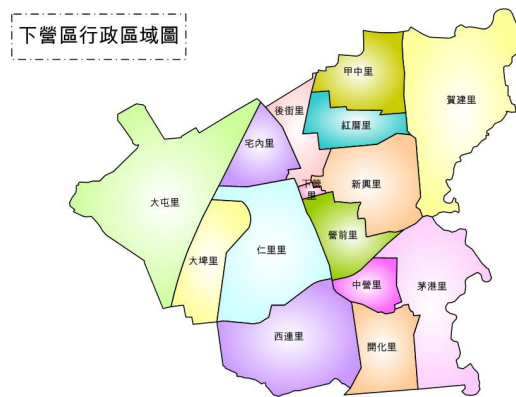 下營區行政區域圖
甲中里
賀建里
後街里
紅厝里
宅內里
下營
里
新興里
大屯里
營前里
大埤里
仁里里
中營里
茅港里
西連里
開化里